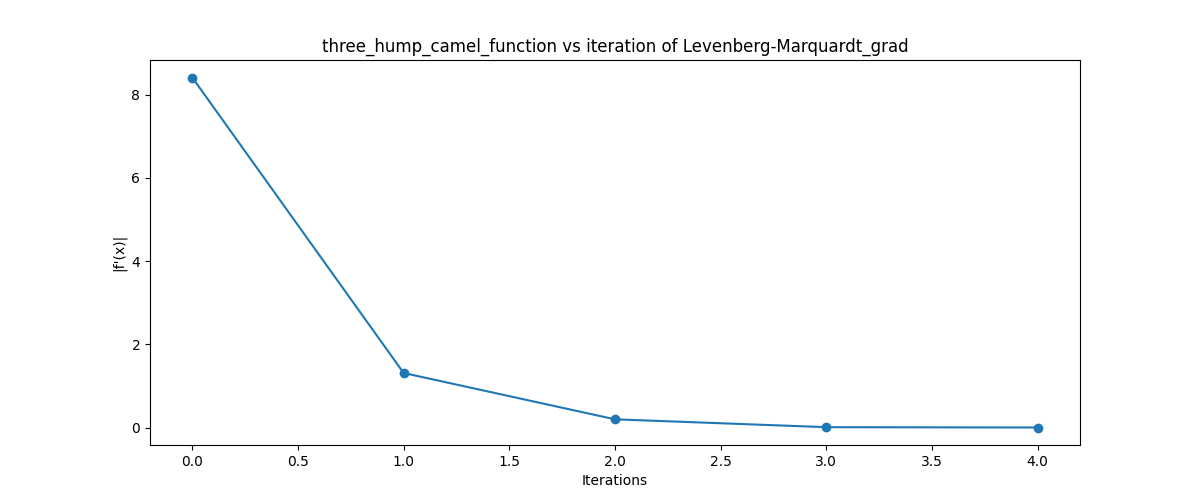 three_hump_camel_function vs iteration of Levenberg-Marquardt_grad
8
6
4
2
0
|f'(x)|
0.0 0.5 1.0 1.5 2.0 2.5 3.0 3.5 4.0
Iterations